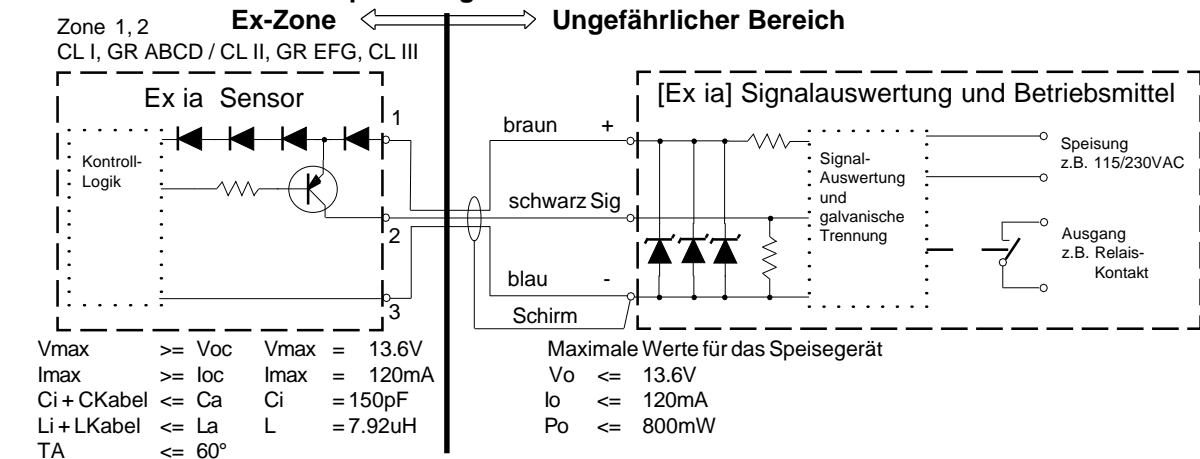 Ex-Zone Ungefährlicher Bereich
Zone 1, 2
CL I, GR ABCD / CL II, GR EFG, CL III
Ex ia Sensor
[Ex ia] Signalauswertung und Betriebsmittel
1
braun +
Kontroll-
Logik
Signal-
Auswertung
und
galvanische
Trennung
Speisung
z.B. 115/230VAC
schwarz Sig
2
Ausgang
z.B. Relais-
Kontakt
blau -
3
Schirm
Vmax >= Voc Vmax = 13.6V
Imax >= Ioc Imax = 120mA
Ci + CKabel <= Ca Ci = 150pF
Li + LKabel <= La L = 7.92uH
TA <= 60°
Maximale Werte für das Speisegerät
Vo <= 13.6V
Io <= 120mA
Po <= 800mW